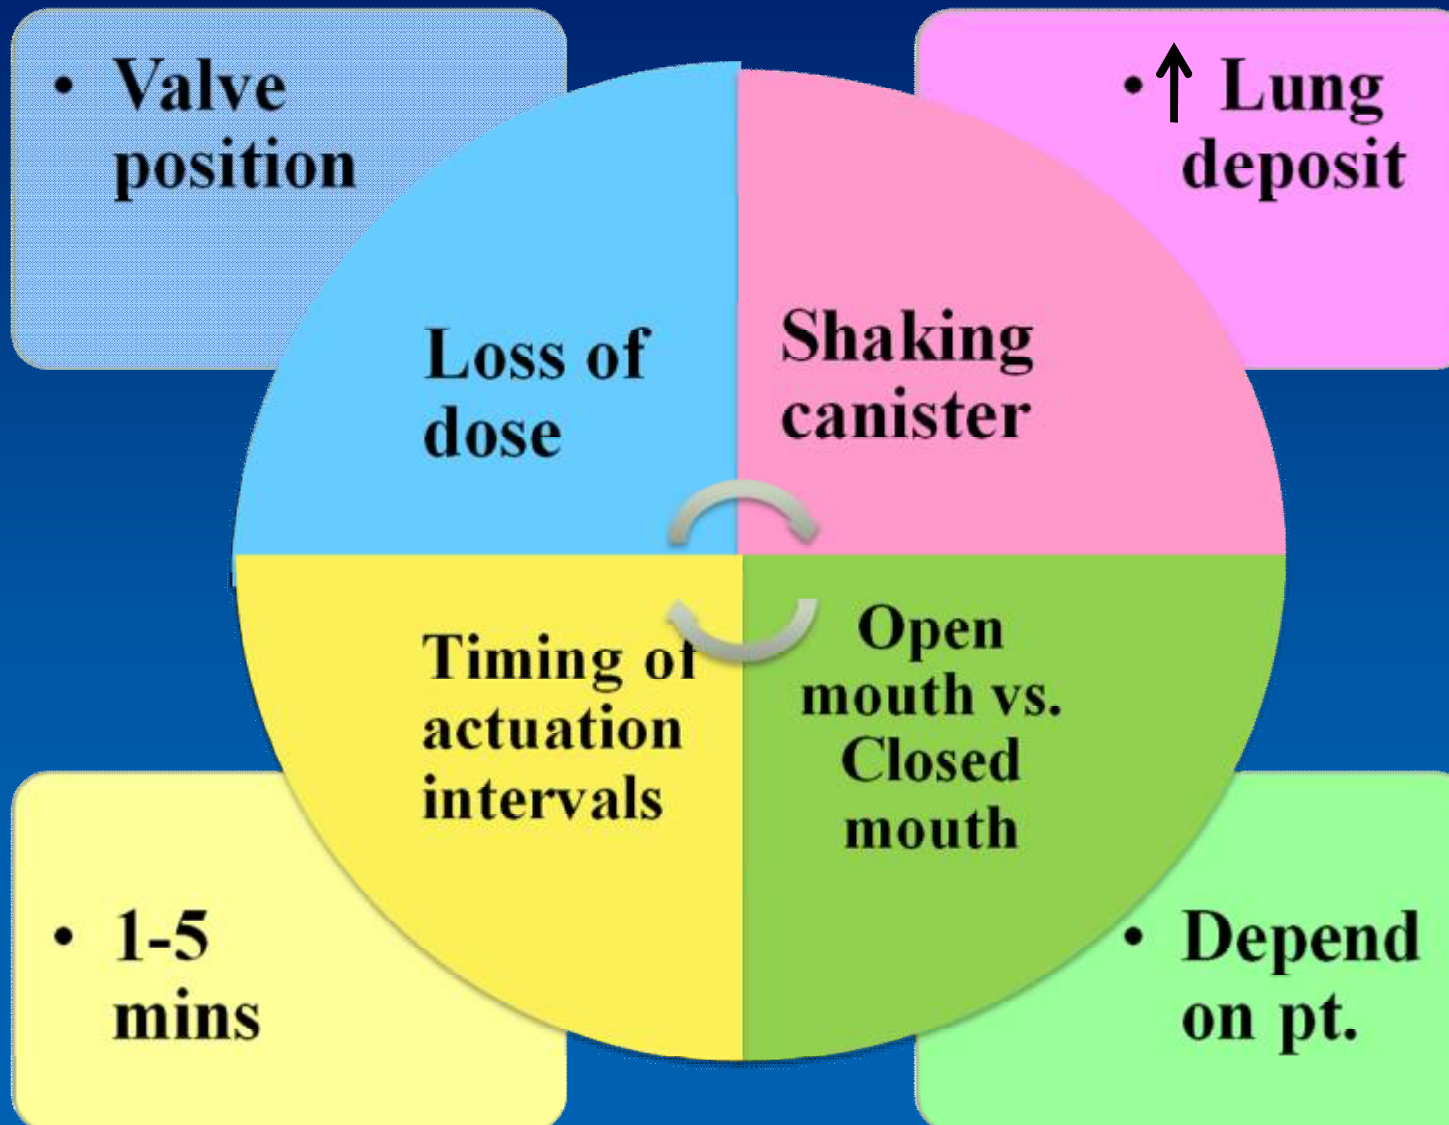 • Valve
position
• ↑ Lung
deposit
Loss of
dose
Shaking
canister
Timing of
actuation
intervals
Open
mouth vs.
Closed
mouth
• 1-5
mins
• Depend
on pt.